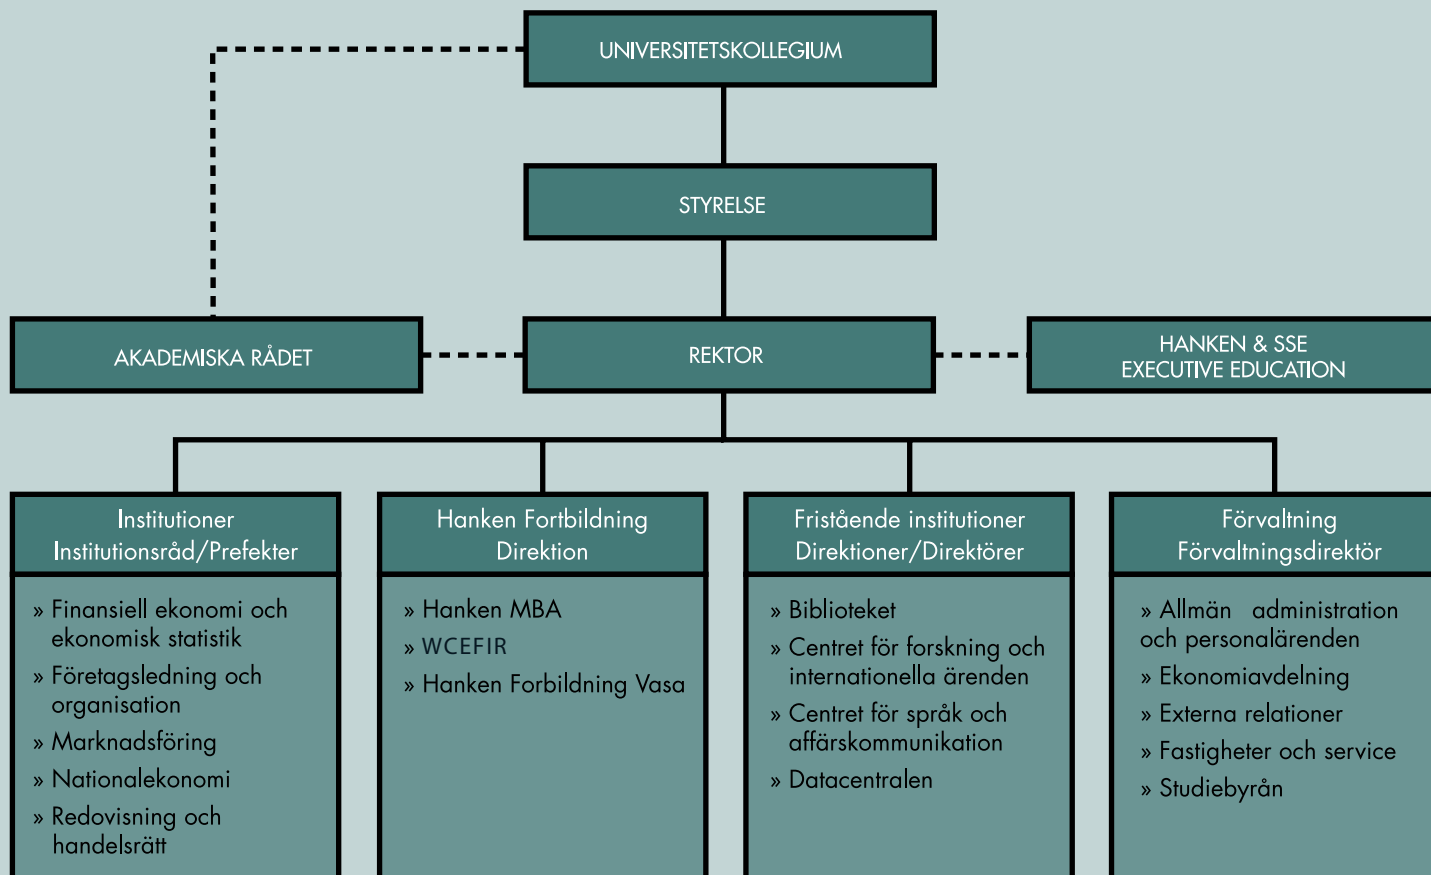 UNIVERSITETSKOLLEGIUM
STYRELSE
AKADEMISKA RÅDET
REKTOR
HANKEN & SSE
EXECUTIVE EDUCATION
Institutioner
Institutionsråd/Prefekter
» Finansiell ekonomi och
ekonomisk statistik
» Företagsledning och
organisation
» Marknadsföring
» Nationalekonomi
» Redovisning och
handelsrätt
Hanken Fortbildning
Direktion
» Hanken MBA
» WCEFIR
» Hanken Forbildning Vasa
Fristående institutioner
Direktioner/Direktörer
» Biblioteket
» Centret för forskning och
internationella ärenden
» Centret för språk och
affärskommunikation
» Datacentralen
Förvaltning
Förvaltningsdirektör
» Allmän administration
och personalärenden
» Ekonomiavdelning
» Externa relationer
» Fastigheter och service
» Studiebyrån